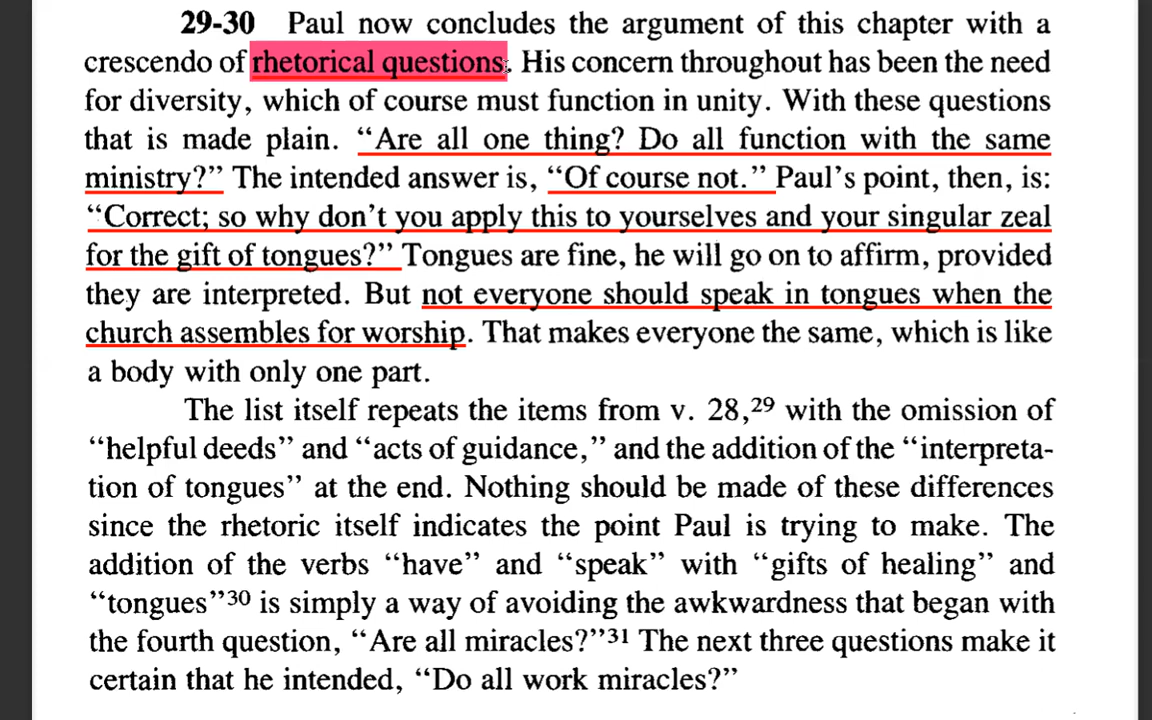 29-30 Paul now concludes the argument of this chapter with a
crescendo of rhetorical questions. His concern throughout has been the need
for diversity, which of course must function in unity. With these questions
that is made plain. “Are all one thing? Do all function with the same
ministry?” The intended answer is, “Of course not.” Paul’s point, then, is:
“Correct; so why don’t you apply this to yourselves and your singular zeal
for the gift of tongues?” Tongues are fine, he will go on to affirm, provided
they are interpreted. But not everyone should speak in tongues when the
church assembles for worship. That makes everyone the same, which is like
a body with only one part.
The list itself repeats the items from v. 28,29 with the omission of
“helpful deeds” and “acts of guidance,” and the addition of the “interpreta-
tion of tongues” at the end. Nothing should be made of these differences
since the rhetoric itself indicates the point Paul is trying to make. The
addition of the verbs “have” and “speak” with “gifts of healing” and
“tongues”30 is simply a way of avoiding the awkwardness that began with
the fourth question, “Are all miracles?”31 The next three questions make it
certain that he intended, “Do all work miracles?”